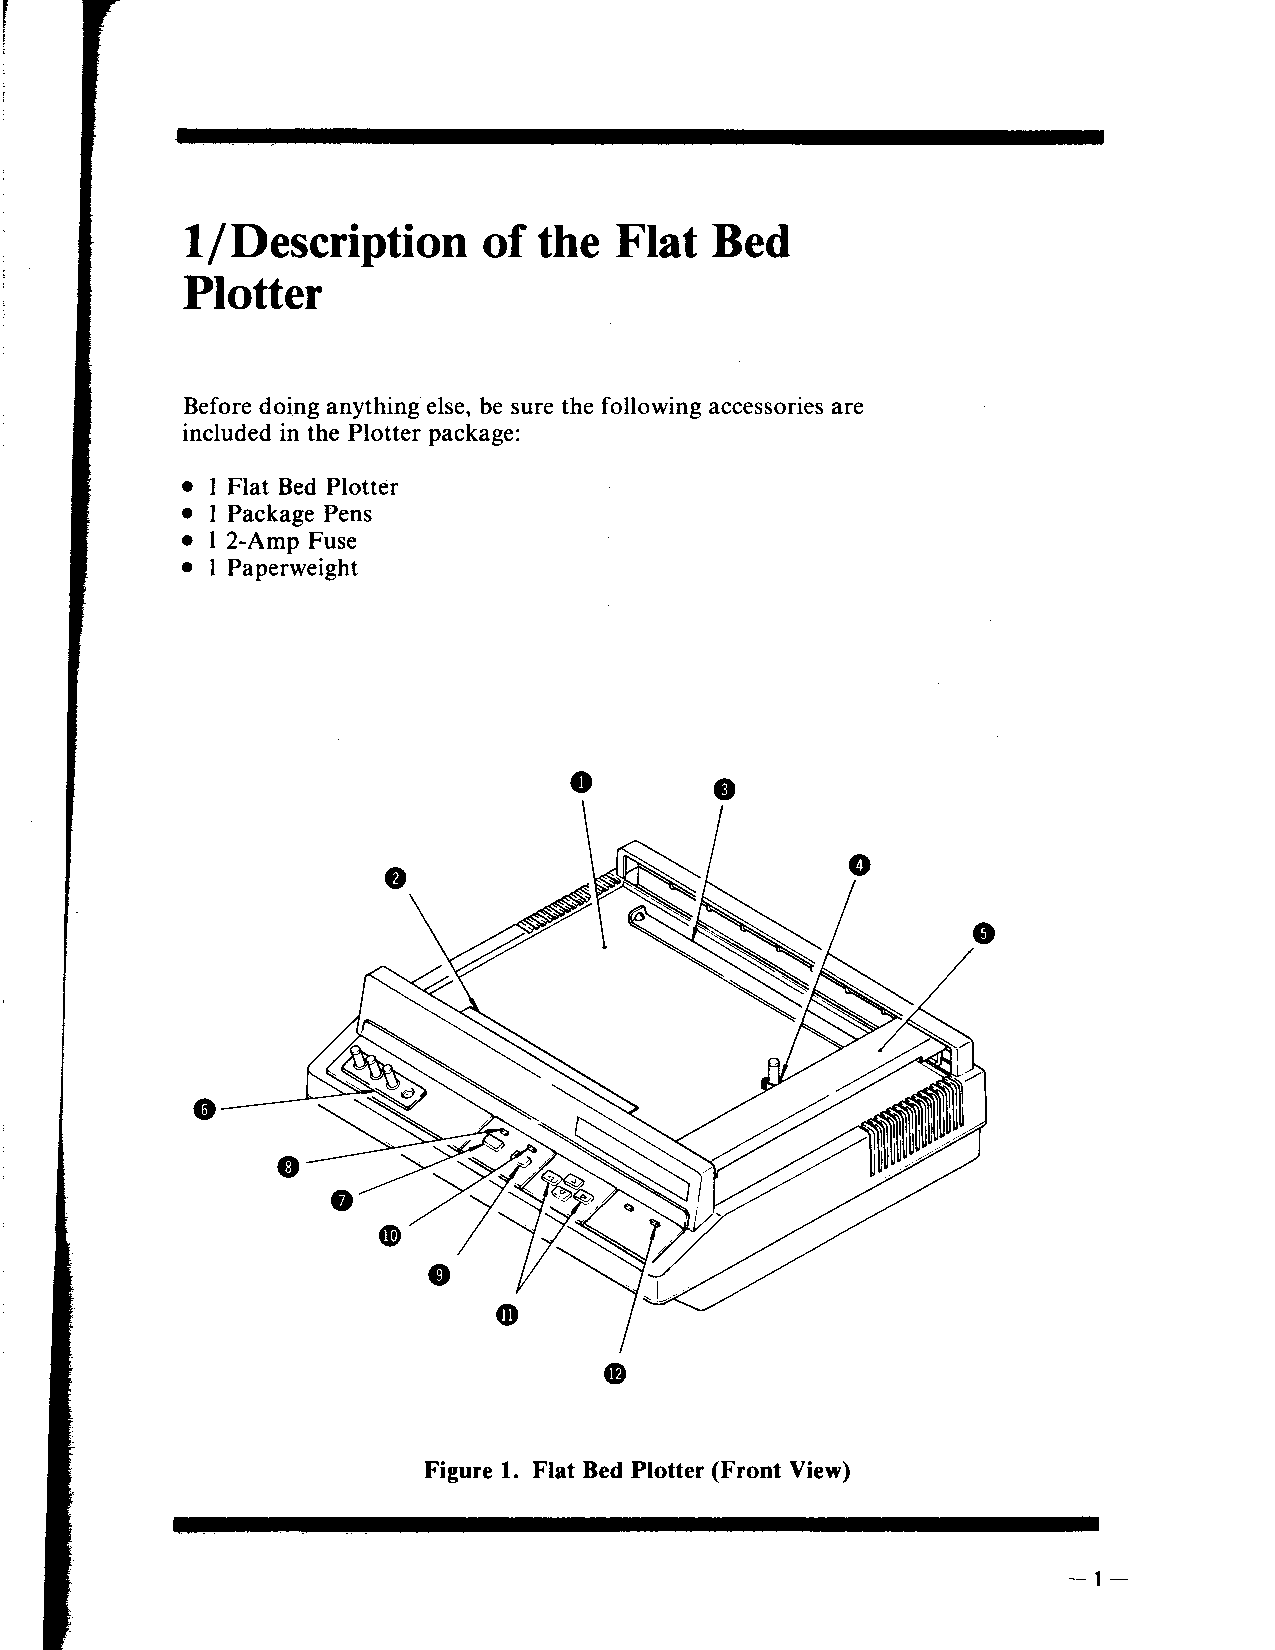 1/Description of the Flat Bed
Plotter
Before doing anything else, be sure the following accessories are
included in the Plotter package:
• 1 Flat Bed Plotter
• 1 Package Pens
• 1 2-Amp Fuse
• 1 Paperweight
1
3
2
4
5
6
8
7
10
9
11
12
Figure 1. Flat Bed Plotter (Front View)
— 1 —